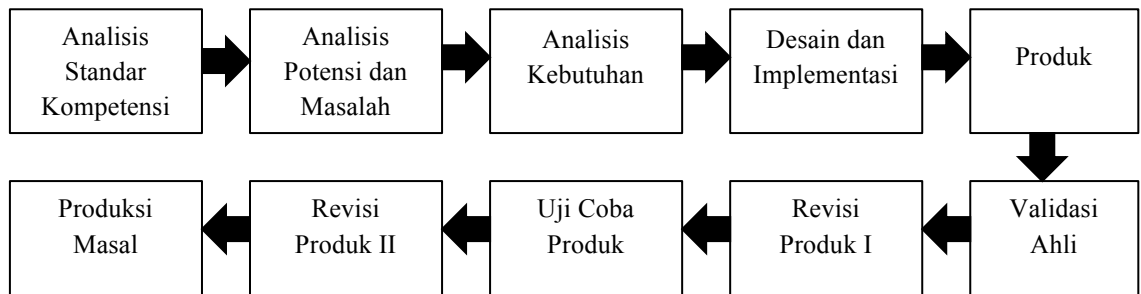 Analisis
Standar
Kompetensi
Analisis
Potensi dan
Masalah
Analisis
Kebutuhan
Desain dan
Implementasi
Produk
Validasi
Ahli
Revisi
Produk I
Uji Coba
Produk
Revisi
Produk II
Produksi
Masal